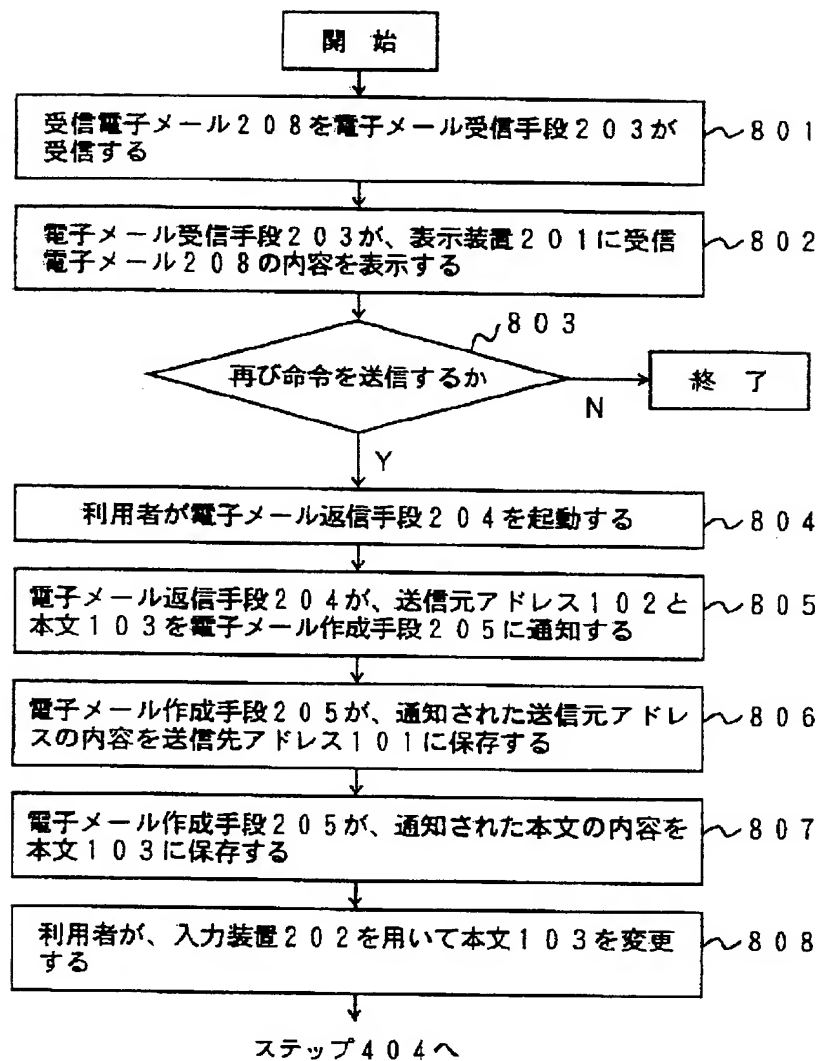 開 始
受信電子メール208を電子メール受信手段203が
受信する
801
電子メール受信手段203が、表示装置201に受信
電子メール208の内容を表示する
802
803
再び命令を送信するか
N
終 了
Y
利用者が電子メール返信手段204を起動する
804
電子メール返信手段204が、送信元アドレス102と
本文103を電子メール作成手段205に通知する
805
電子メール作成手段205が、通知された送信元アドレ
スの内容を送信先アドレス101に保存する
806
電子メール作成手段205が、通知された本文の内容を
本文103に保存する
807
利用者が、入力装置202を用いて本文103を変更
する
808
ステップ404へ